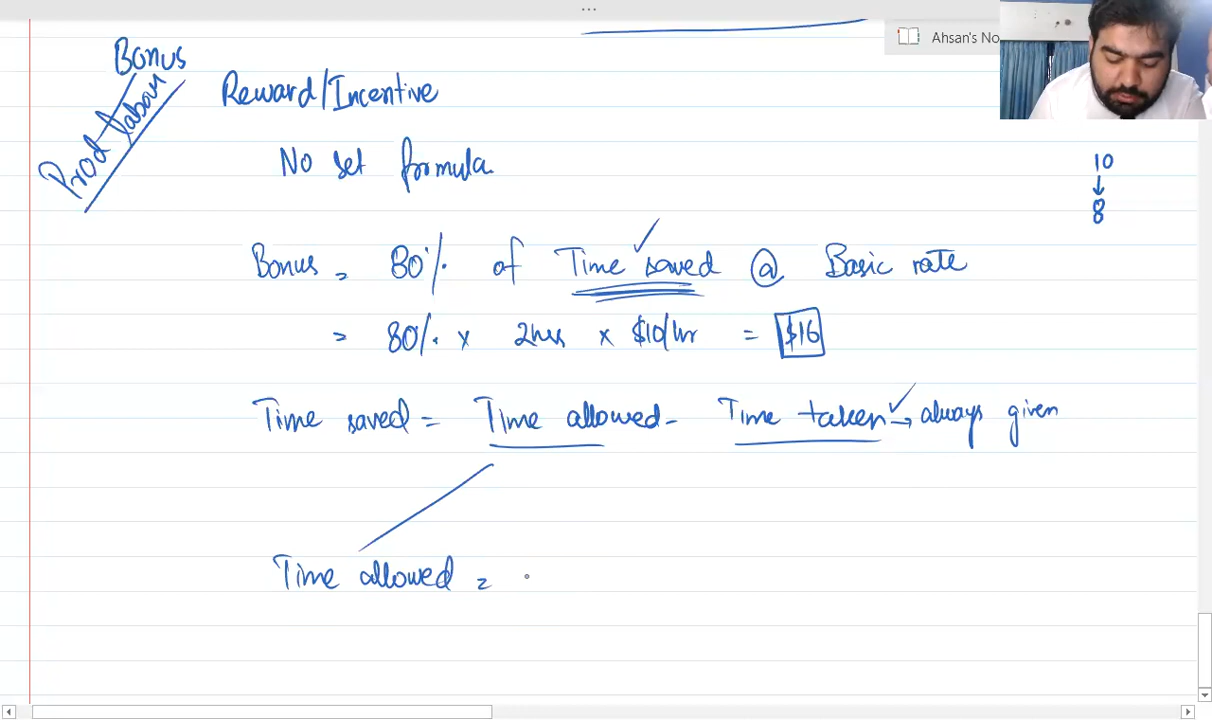 ...
Ahsan's No
Bonus
Prod labour
Reward/Incentive
No set formula.
10
↓
8
Bonus = 80% of Time saved @ Basic rate
= 80% x 2hrs x $10/hr = $16
Time saved = Time allowed - Time taken → always given
Time allowed =